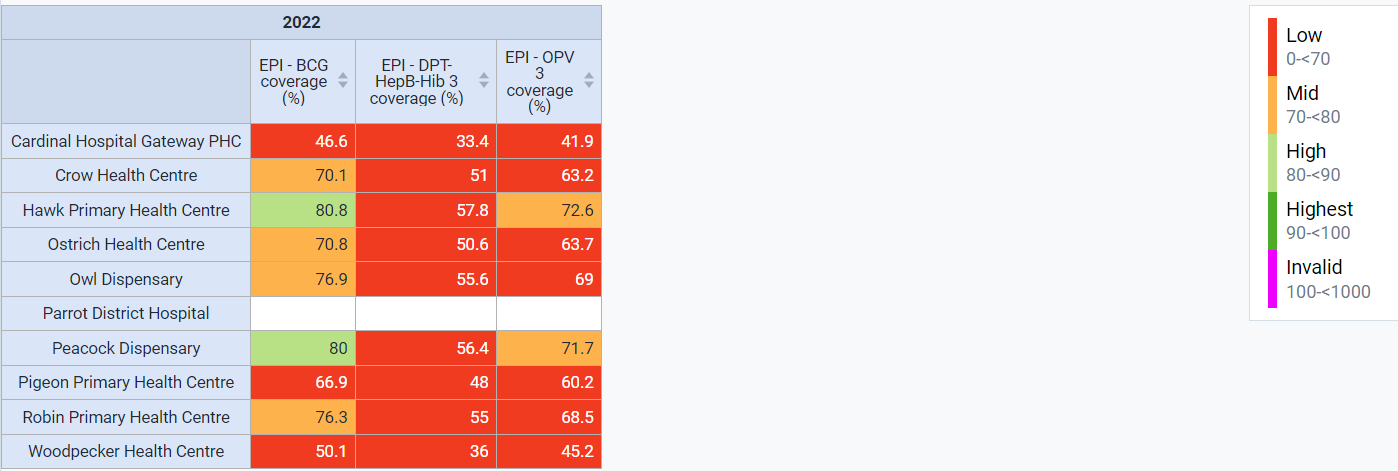 2022
EPI - BCG coverage (%) EPI - DPT-HepB-Hib 3 coverage (%) EPI - OPV 3 coverage (%)
Cardinal Hospital Gateway PHC 46.6 33.4 41.9
Crow Health Centre 70.1 51 63.2
Hawk Primary Health Centre 80.8 57.8 72.6
Ostrich Health Centre 70.8 50.6 63.7
Owl Dispensary 76.9 55.6 69
Parrot District Hospital
Peacock Dispensary 80 56.4 71.7
Pigeon Primary Health Centre 66.9 48 60.2
Robin Primary Health Centre 76.3 55 68.5
Woodpecker Health Centre 50.1 36 45.2
Low
0-<70
Mid
70-<80
High
80-<90
Highest
90-<100
Invalid
100-<1000